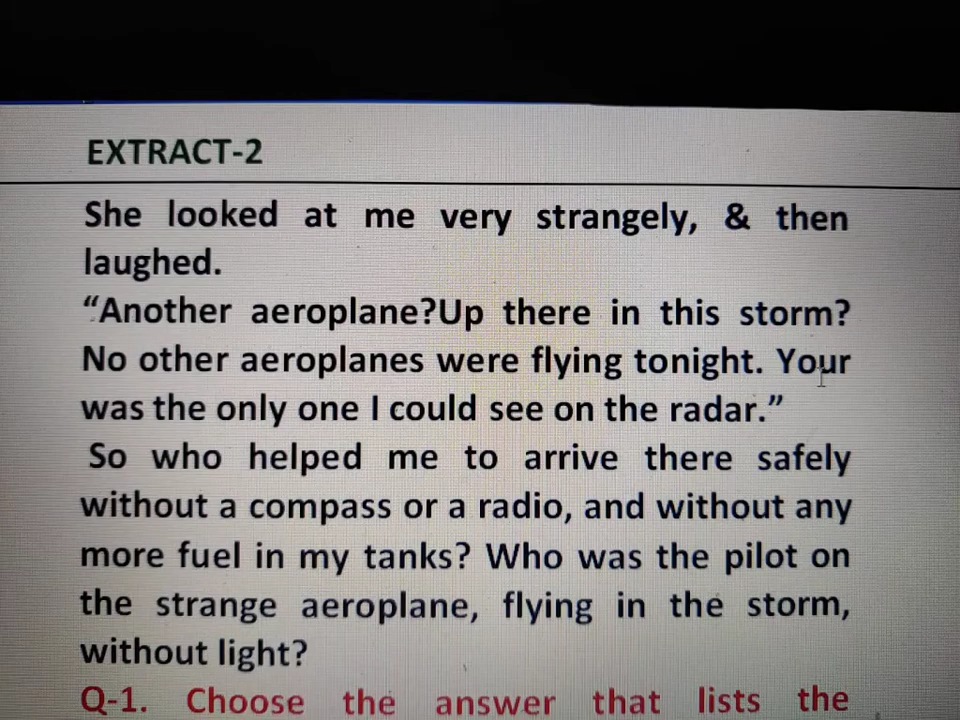 EXTRACT-2
She looked at me very strangely, & then
laughed.
“Another aeroplane?Up there in this storm?
No other aeroplanes were flying tonight. Your
was the only one I could see on the radar.”
So who helped me to arrive there safely
without a compass or a radio, and without any
more fuel in my tanks? Who was the pilot on
the strange aeroplane, flying in the storm,
without light?
Q-1. Choose the answer that lists the